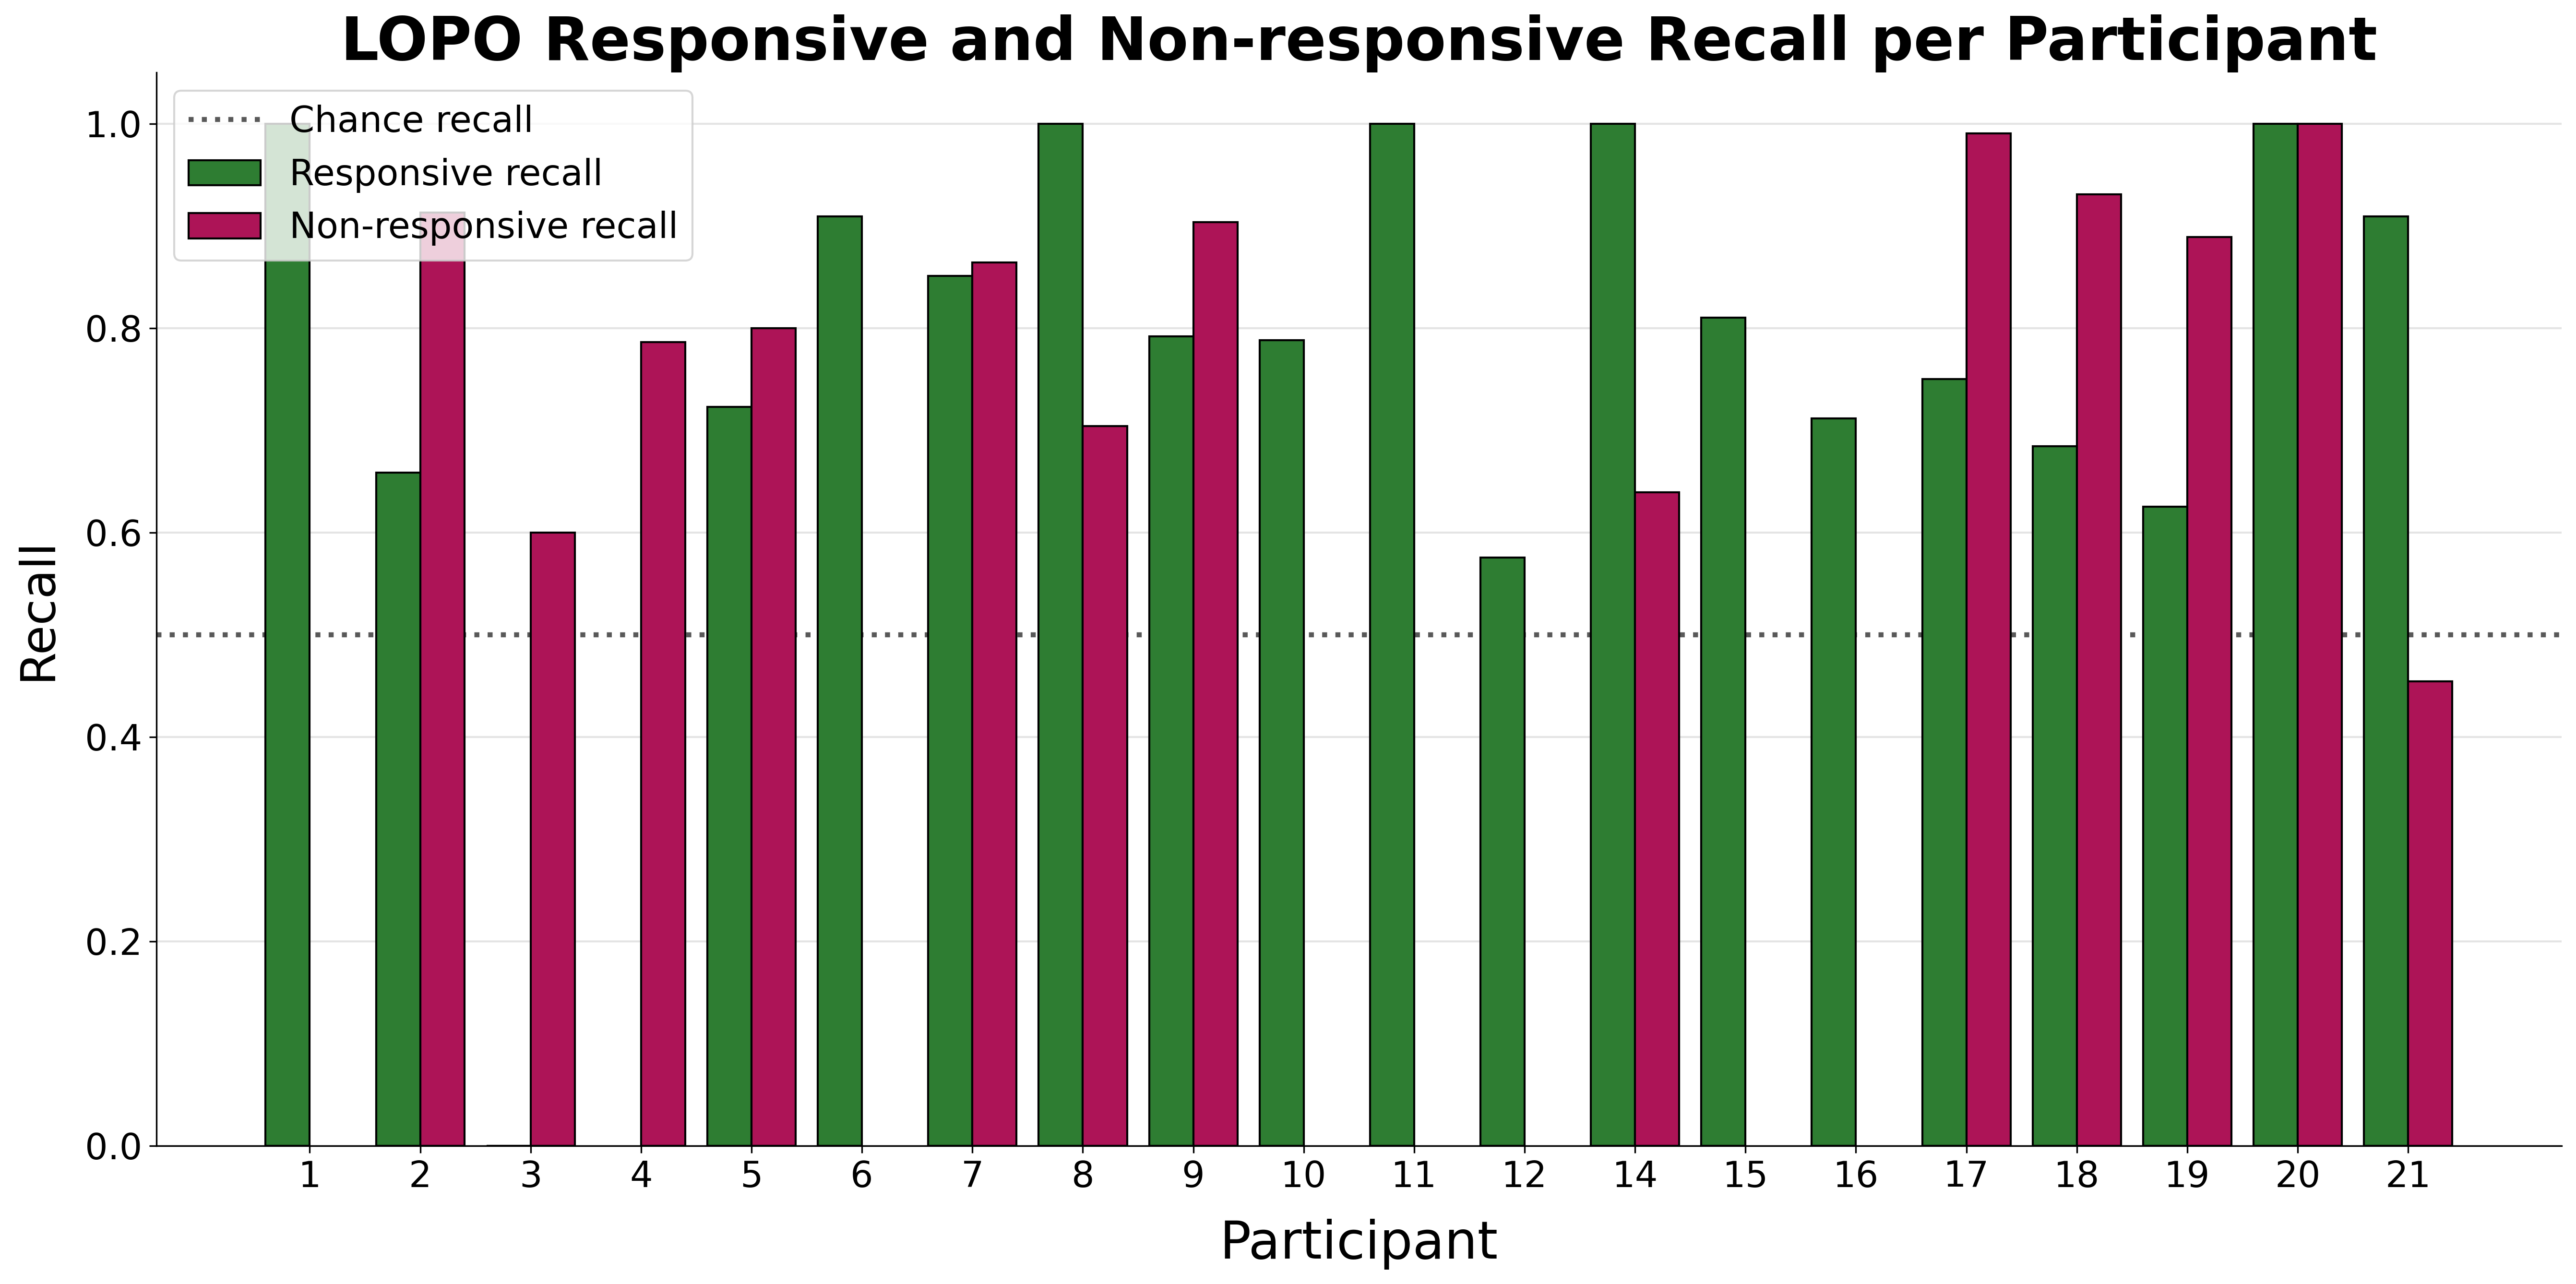 LOPO Responsive and Non-responsive Recall per Participant
Chance recall
Responsive recall
Non-responsive recall
1.0
0.8
0.6
0.4
0.2
0.0
Recall
1 2 3 4 5 6 7 8 9 10 11 12 14 15 16 17 18 19 20 21
Participant